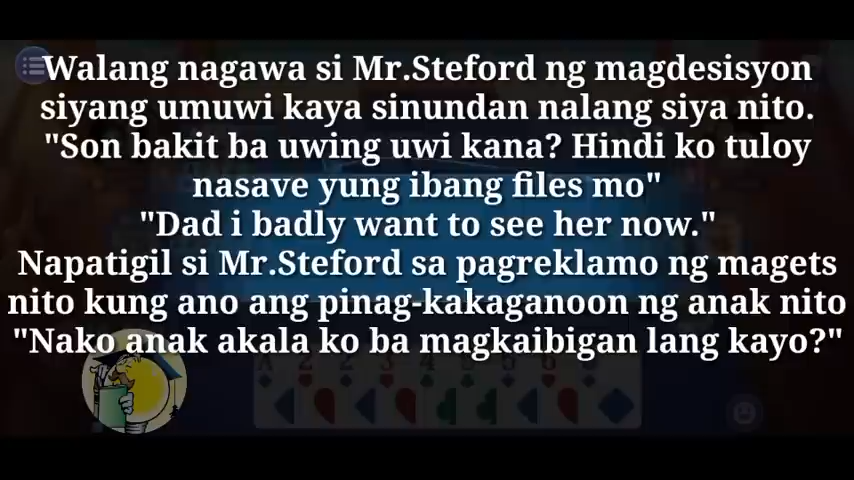 Walang nagawa si Mr.Steford ng magdesisyon
siyang umuwi kaya sinundan nalang siya nito.
"Son bakit ba uwing uwi kana? Hindi ko tuloy
nasave yung ibang files mo"
"Dad i badly want to see her now."
Napatigil si Mr.Steford sa pagreklamo ng magets
nito kung ano ang pinag-kakaganoon ng anak nito
"Nako anak akala ko ba magkaibigan lang kayo?"